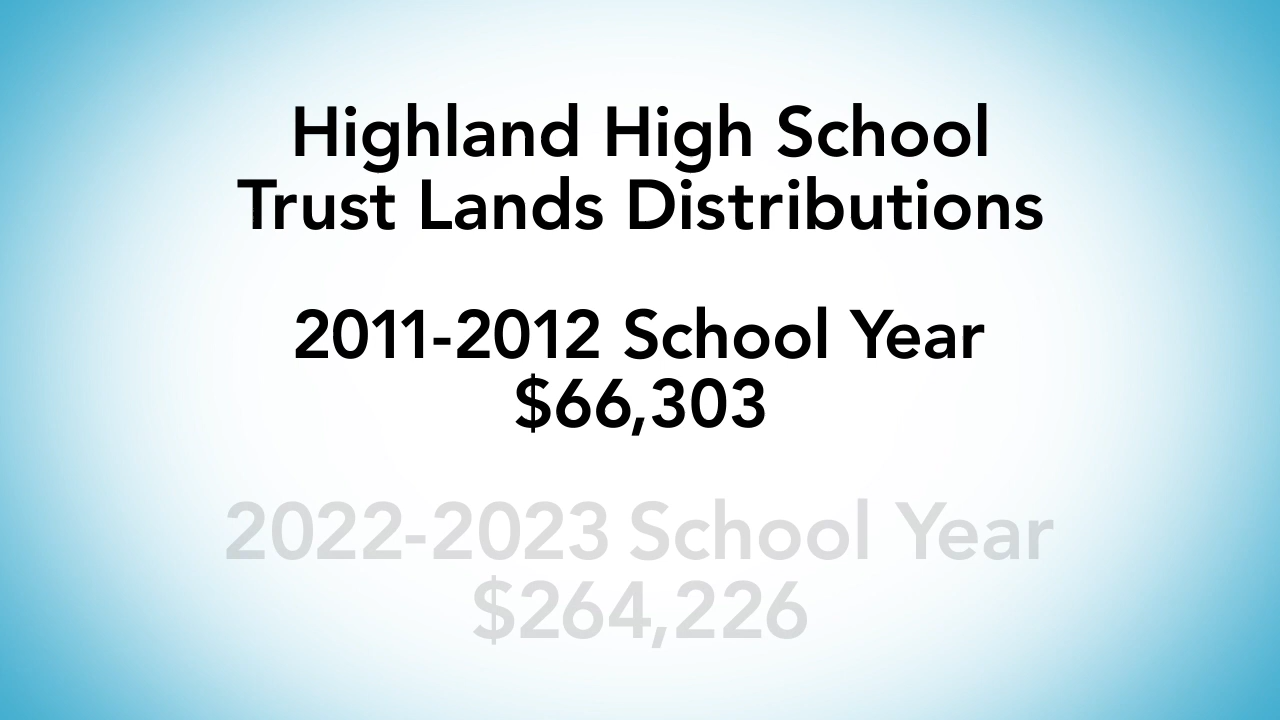 Highland High School
Trust Lands Distributions
2011-2012 School Year
$66,303
2022-2023 School Year
$264,226